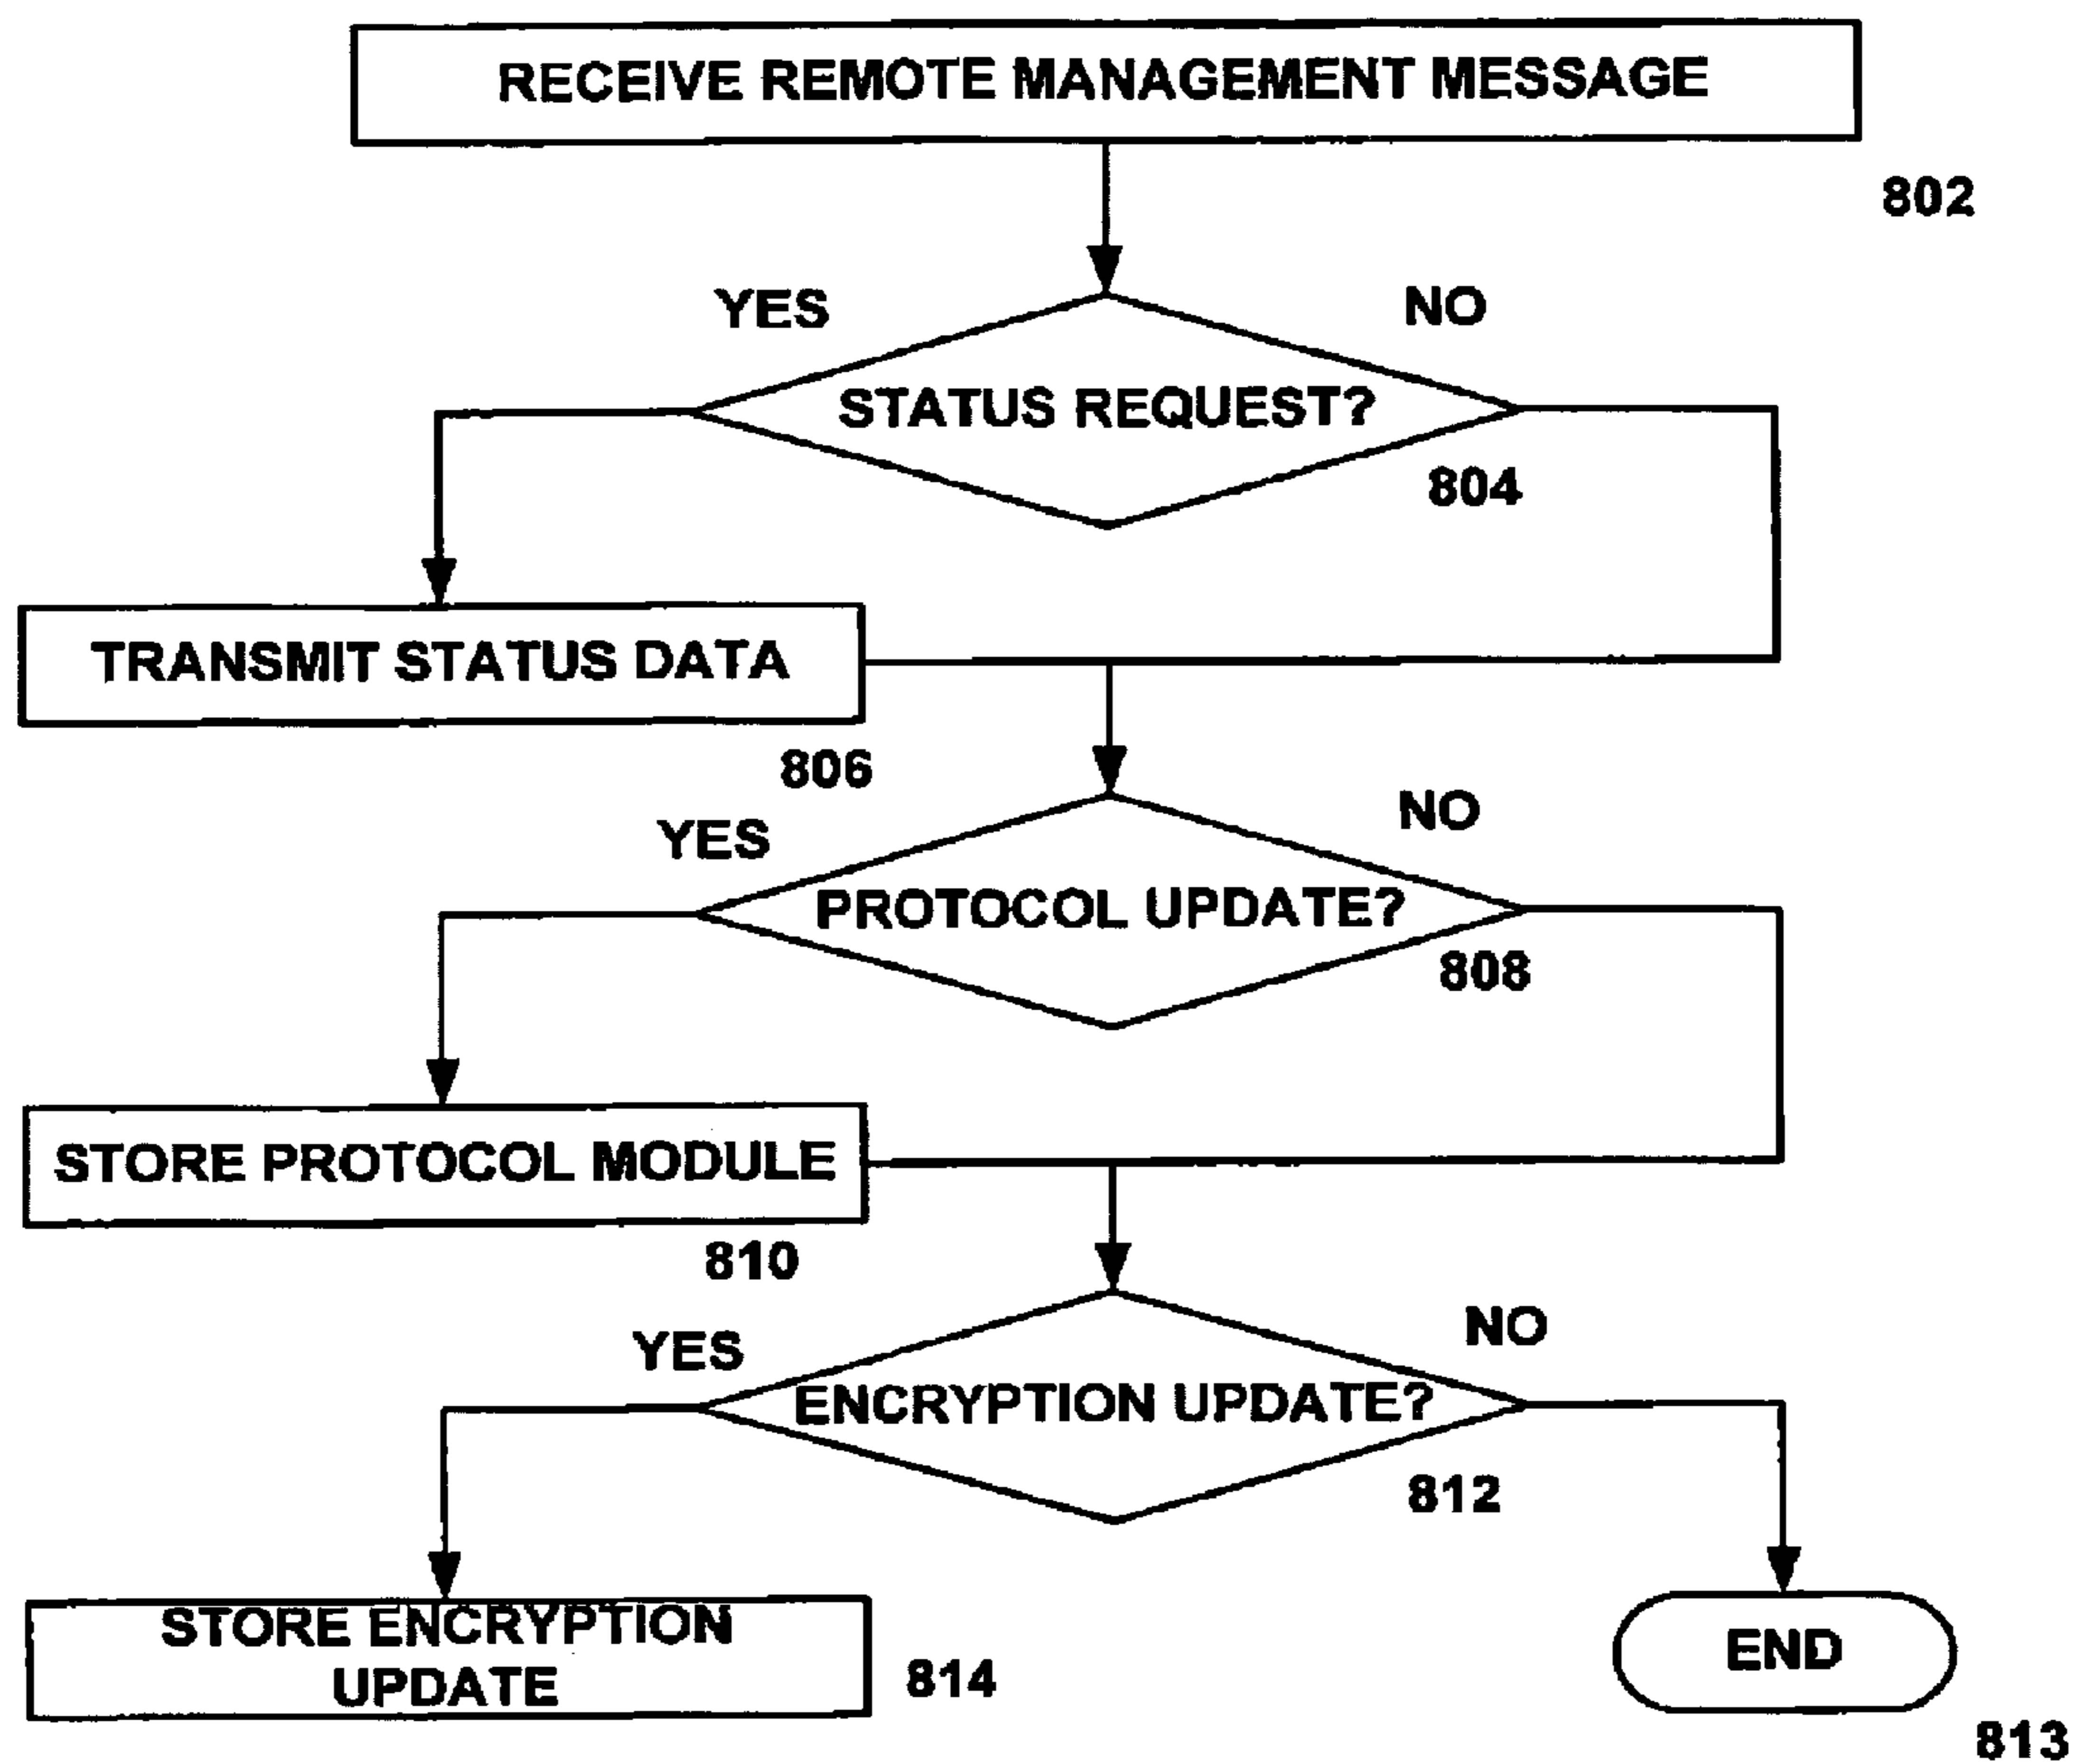 RECEIVE REMOTE MANAGEMENT MESSAGE
802
YES
NO
STATUS REQUEST?
804
TRANSMIT STATUS DATA
806
YES
NO
PROTOCOL UPDATE?
808
STORE PROTOCOL MODULE
810
YES
NO
ENCRYPTION UPDATE?
812
STORE ENCRYPTION
UPDATE
814
END
813